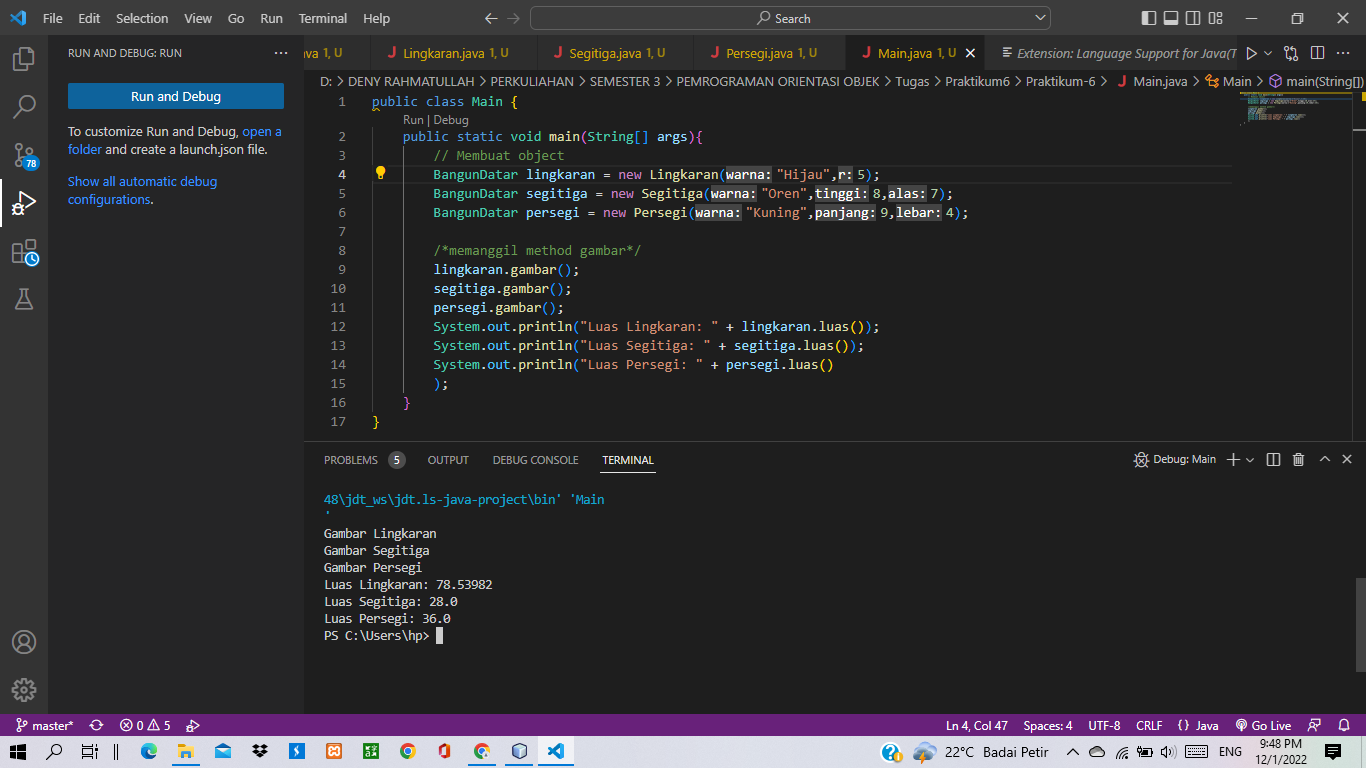 File Edit Selection View Go Run Terminal Help Search
RUN AND DEBUG: RUN
Run and Debug
To customize Run and Debug, open a
folder and create a launch.json file.
Show all automatic debug
configurations.
78
ava 1, U Lingkaran.java 1, U Segitiga.java 1, U Persegi.java 1, U Main.java 1, U Extension: Language Support for Java(T
D: > DENY RAHMATULLAH > PERKULIAHAN > SEMESTER 3 > PEMROGRAMAN ORIENTASI OBJEK > Tugas > Praktikum6 > Praktikum-6 > Main.java > Main > main(String[])
1 public class Main {
Run | Debug
2 public static void main(String[] args){
3 // Membuat object
4 BangunDatar lingkaran = new Lingkaran(warna: "Hijau",r: 5);
5 BangunDatar segitiga = new Segitiga(warna: "Oren",tinggi: 8,alas: 7);
6 BangunDatar persegi = new Persegi(warna: "Kuning",panjang: 9,lebar: 4);
7
8 /*memanggil method gambar*/
9 lingkaran.gambar();
10 segitiga.gambar();
11 persegi.gambar();
12 System.out.println("Luas Lingkaran: " + lingkaran.luas());
13 System.out.println("Luas Segitiga: " + segitiga.luas());
14 System.out.println("Luas Persegi: " + persegi.luas()
15 );
16 }
17 }
PROBLEMS 5 OUTPUT DEBUG CONSOLE TERMINAL Debug: Main
48\jdt_ws\jdt.ls-java-project\bin' 'Main
'
Gambar Lingkaran
Gambar Segitiga
Gambar Persegi
Luas Lingkaran: 78.53982
Luas Segitiga: 28.0
Luas Persegi: 36.0
PS C:\Users\hp>
master* 0 5 Ln 4, Col 47 Spaces: 4 UTF-8 CRLF {} Java Go Live
22°C Badai Petir ENG 9:48 PM
12/1/2022